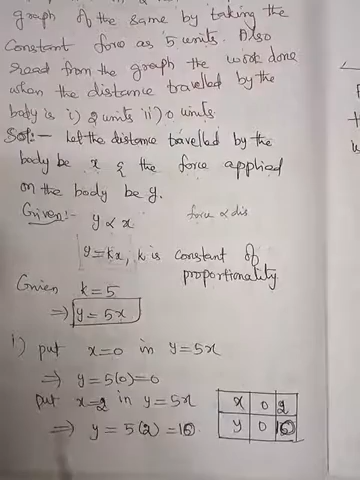 graph of the same by taking the
Constant force as 5 units. Also
read from the graph the work done
when the distance travelled by the
body is i) 2 units ii) 0 units.
Sol:- Let the distance travelled by the
body be x & the force applied
on the body be y.
Given:- y ∝ x force ∝ dis
y = kx, k is constant of
proportionality
Given k = 5
⇒ y = 5x
i) put x=0 in y=5x
⇒ y=5(0)=0
put x=2 in y=5x
⇒ y = 5(2) = 10
x 0 2
y 0 10